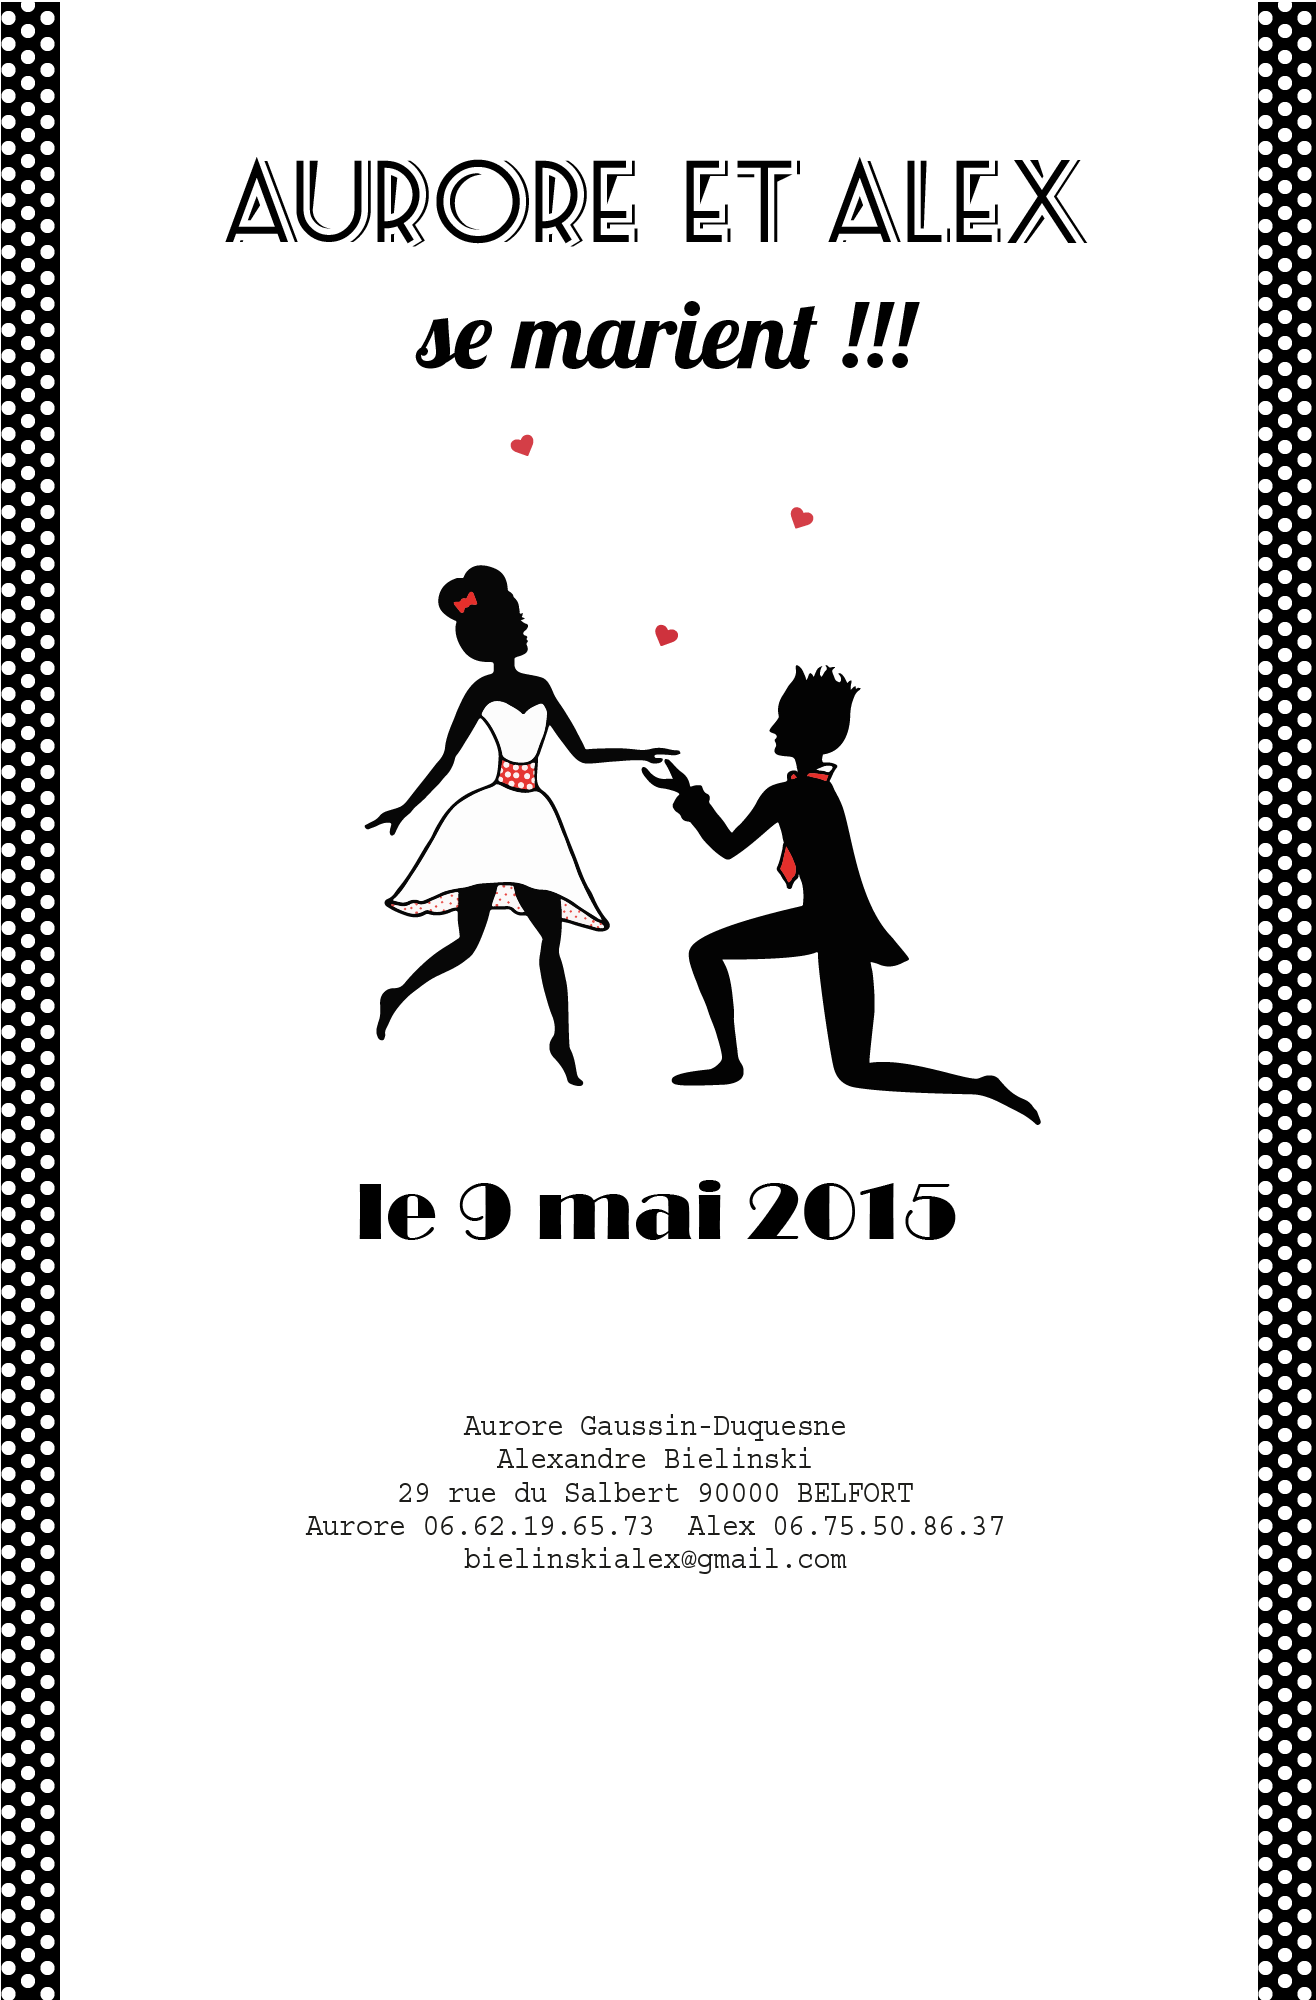 AURORE ET ALEX
se marient !!!
le 9 mai 2015
Aurore Gaussin-Duquesne
Alexandre Bielinski
29 rue du Salbert 90000 BELFORT
Aurore 06.62.19.65.73  Alex 06.75.50.86.37
bielinskialex@gmail.com